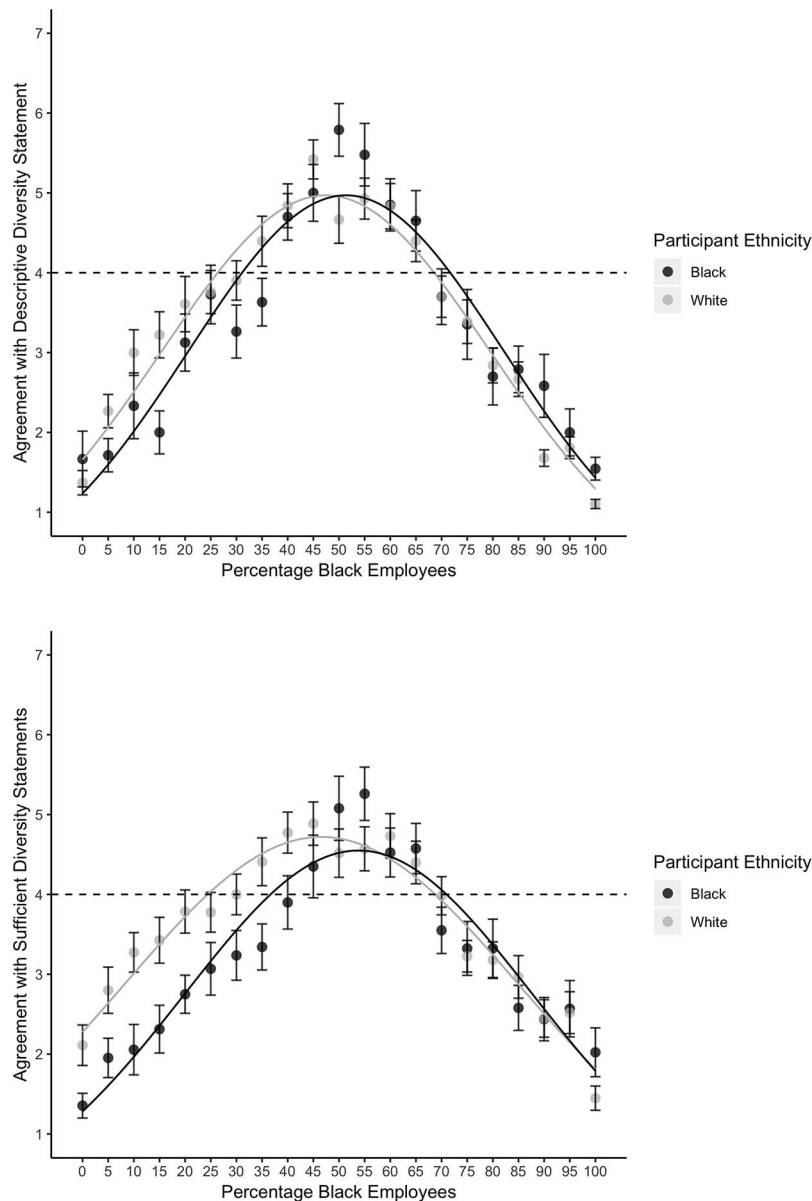 Agreement with Descriptive Diversity Statement
7
6
5
4
3
2
1
0 5 10 15 20 25 30 35 40 45 50 55 60 65 70 75 80 85 90 95 100
Percentage Black Employees
Participant Ethnicity
Black
White
Agreement with Sufficient Diversity Statements
7
6
5
4
3
2
1
0 5 10 15 20 25 30 35 40 45 50 55 60 65 70 75 80 85 90 95 100
Percentage Black Employees
Participant Ethnicity
Black
White